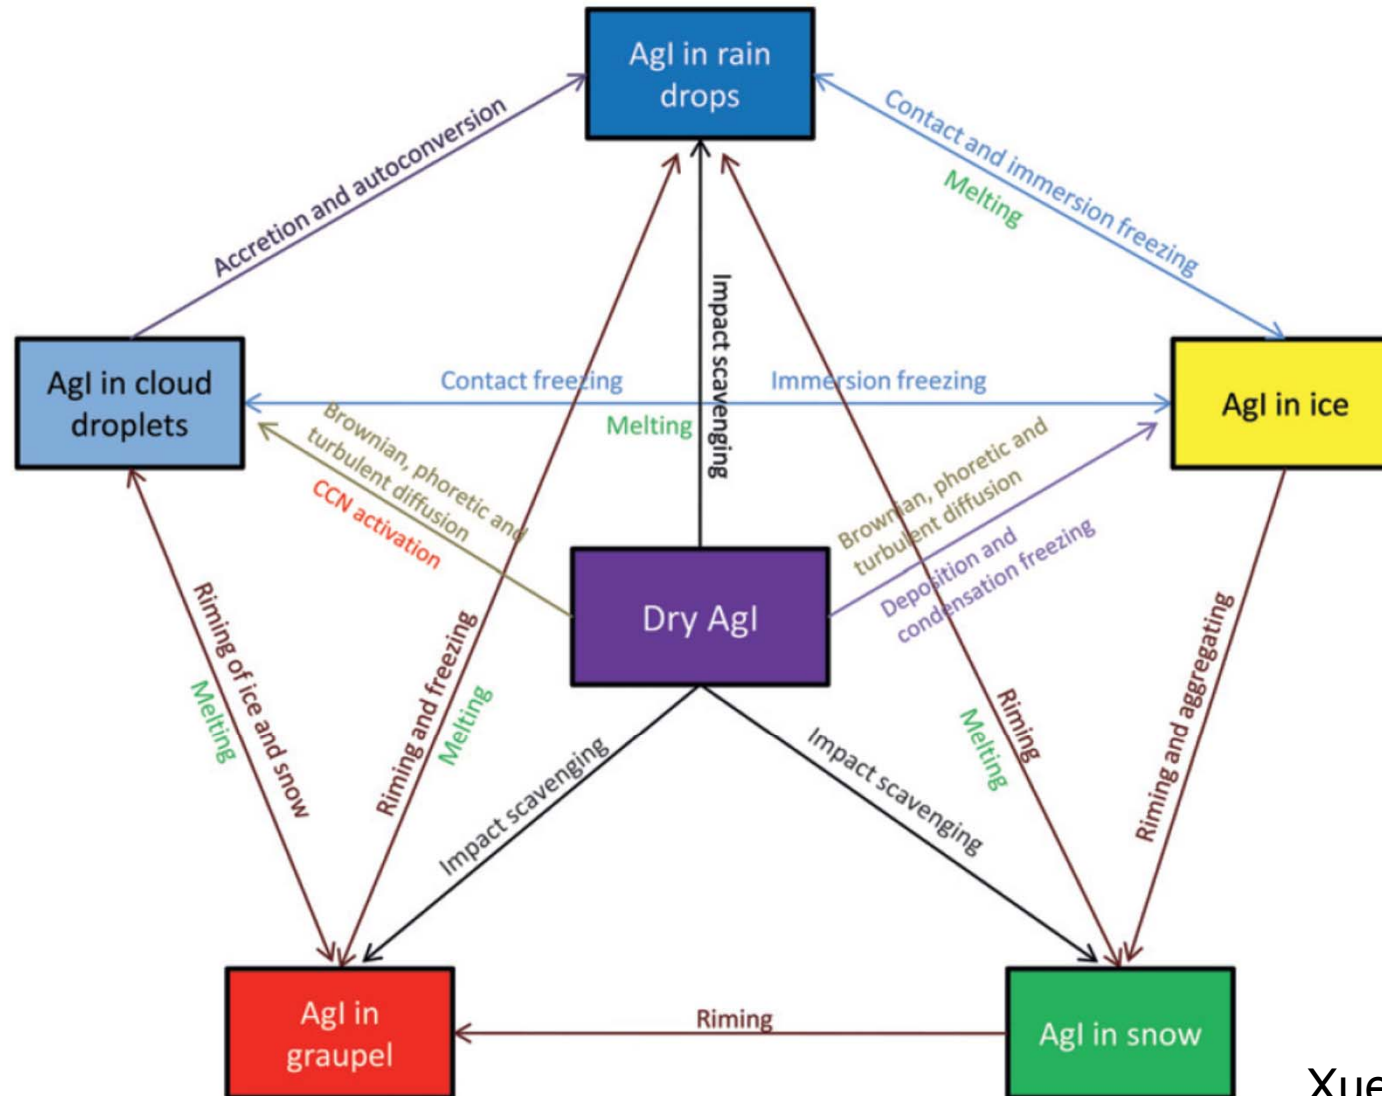 AgI in rain
drops
Accretion and autoconversion
Contact and immersion freezing
Melting
Impact scavenging
AgI in cloud
droplets
Contact freezing
Immersion freezing
Melting
AgI in ice
Brownian, phoretic and
turbulent diffusion
CCN activation
Brownian, phoretic and
turbulent diffusion
Deposition and
condensation freezing
Dry AgI
Riming of ice and snow
Melting
Riming and freezing
Melting
Riming
Melting
Riming and aggregating
Impact scavenging
Impact scavenging
AgI in
graupel
Riming
AgI in snow
Xue